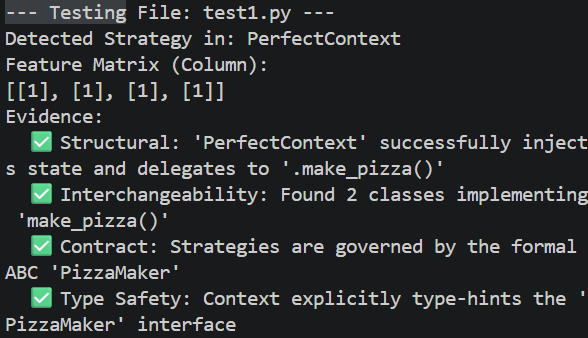 --- Testing File: test1.py ---
Detected Strategy in: PerfectContext
Feature Matrix (Column):
[[1], [1], [1], [1]]
Evidence:
✅ Structural: 'PerfectContext' successfully inject
s state and delegates to '.make_pizza()'
✅ Interchangeability: Found 2 classes implementing
'make_pizza()'
✅ Contract: Strategies are governed by the formal
ABC 'PizzaMaker'
✅ Type Safety: Context explicitly type-hints the '
PizzaMaker' interface